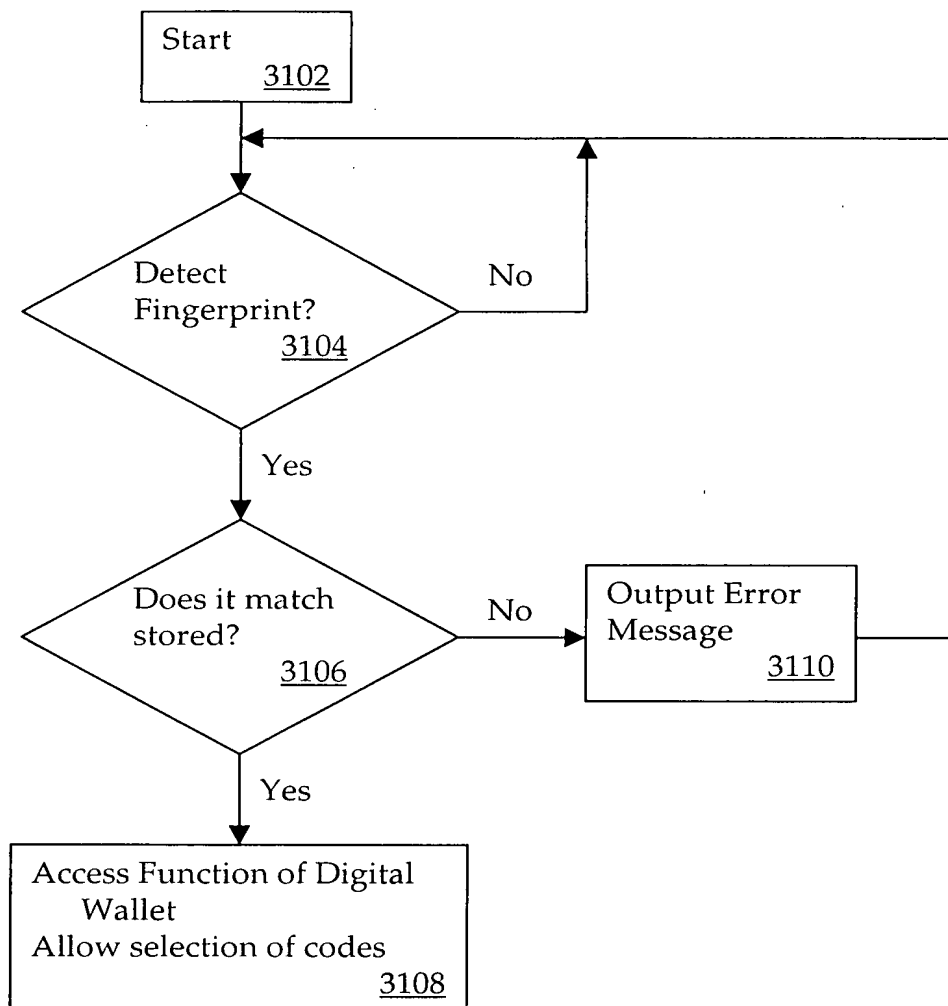 Start
3102
Detect
Fingerprint?
3104
No
Yes
Does it match
stored?
3106
No
Output Error
Message
3110
Yes
Access Function of Digital
Wallet
Allow selection of codes
3108